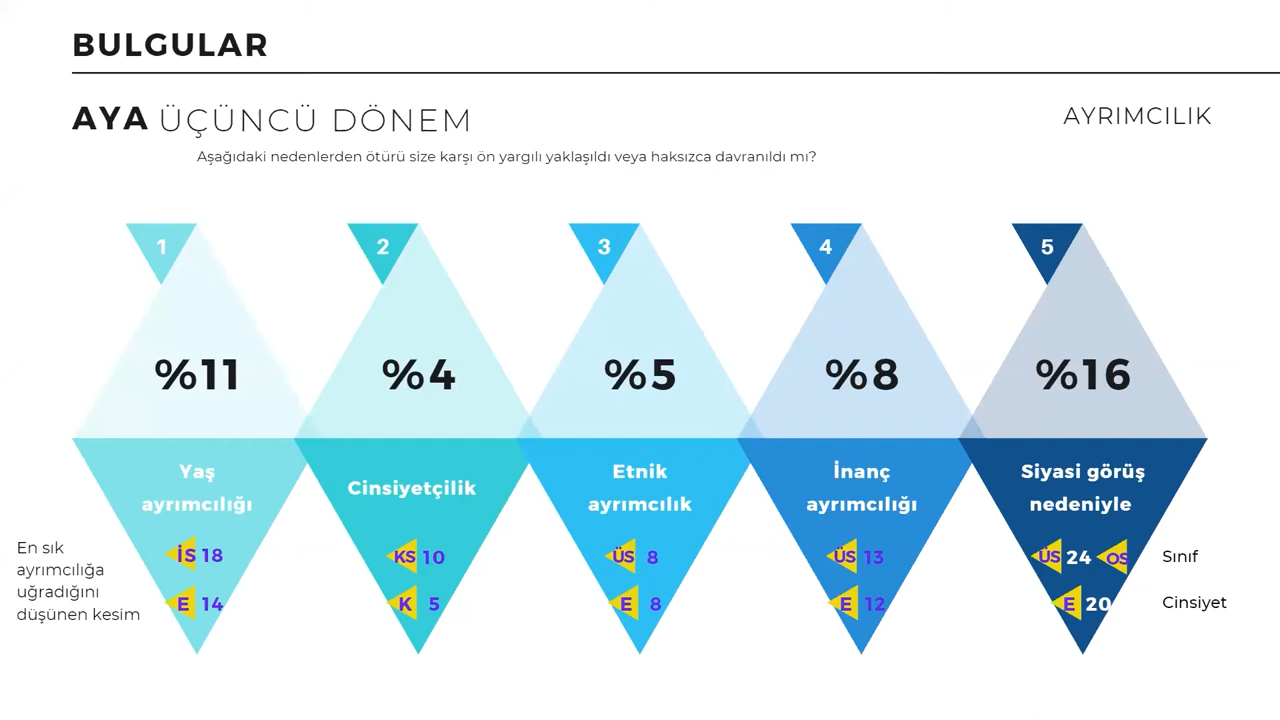 BULGULAR
AYA ÜÇÜNCÜ DÖNEM
AYRIMCILIK
Aşağıdaki nedenlerden ötürü size karşı ön yargılı yaklaşıldı veya haksızca davranıldı mı?
1
2
3
4
5
%11
%4
%5
%8
%16
Yaş
ayrımcılığı
Cinsiyetçilik
Etnik
ayrımcılık
İnanç
ayrımcılığı
Siyasi görüş
nedeniyle
En sık
ayrımcılığa
uğradığını
düşünen kesim
İS 18
KS 10
ÜS 8
ÜS 13
ÜS 24 OS
Sınıf
E 14
K 5
E 8
E 12
E 20
Cinsiyet